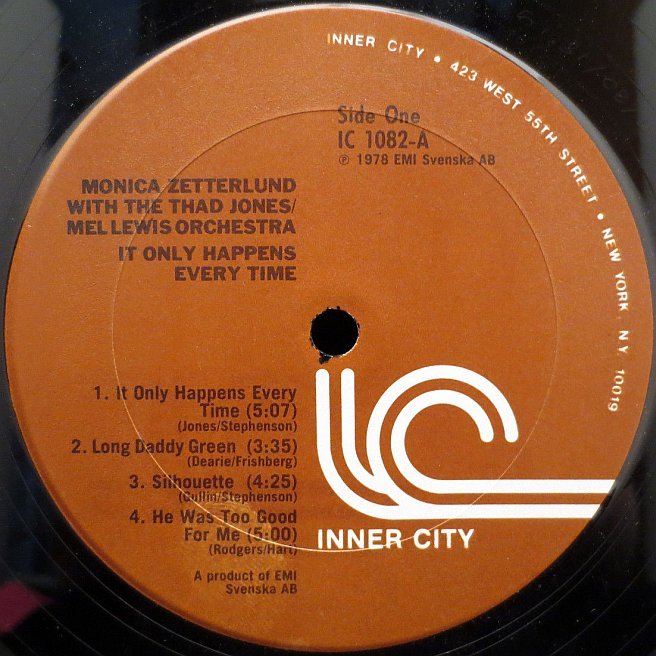 INNER CITY • 423 WEST 55TH STREET • NEW YORK, N Y 10019
Side One
IC 1082-A
℗ 1978 EMI Svenska AB
MONICA ZETTERLUND
WITH THE THAD JONES/
MEL LEWIS ORCHESTRA
IT ONLY HAPPENS
EVERY TIME
1. It Only Happens Every
Time (5:07)
(Jones/Stephenson)
2. Long Daddy Green (3:35)
(Dearie/Frishberg)
3. Silhouette (4:25)
(Gullin/Stephenson)
4. He Was Too Good
For Me (5:00)
(Rodgers/Hart)
A product of EMI
Svenska AB
INNER CITY